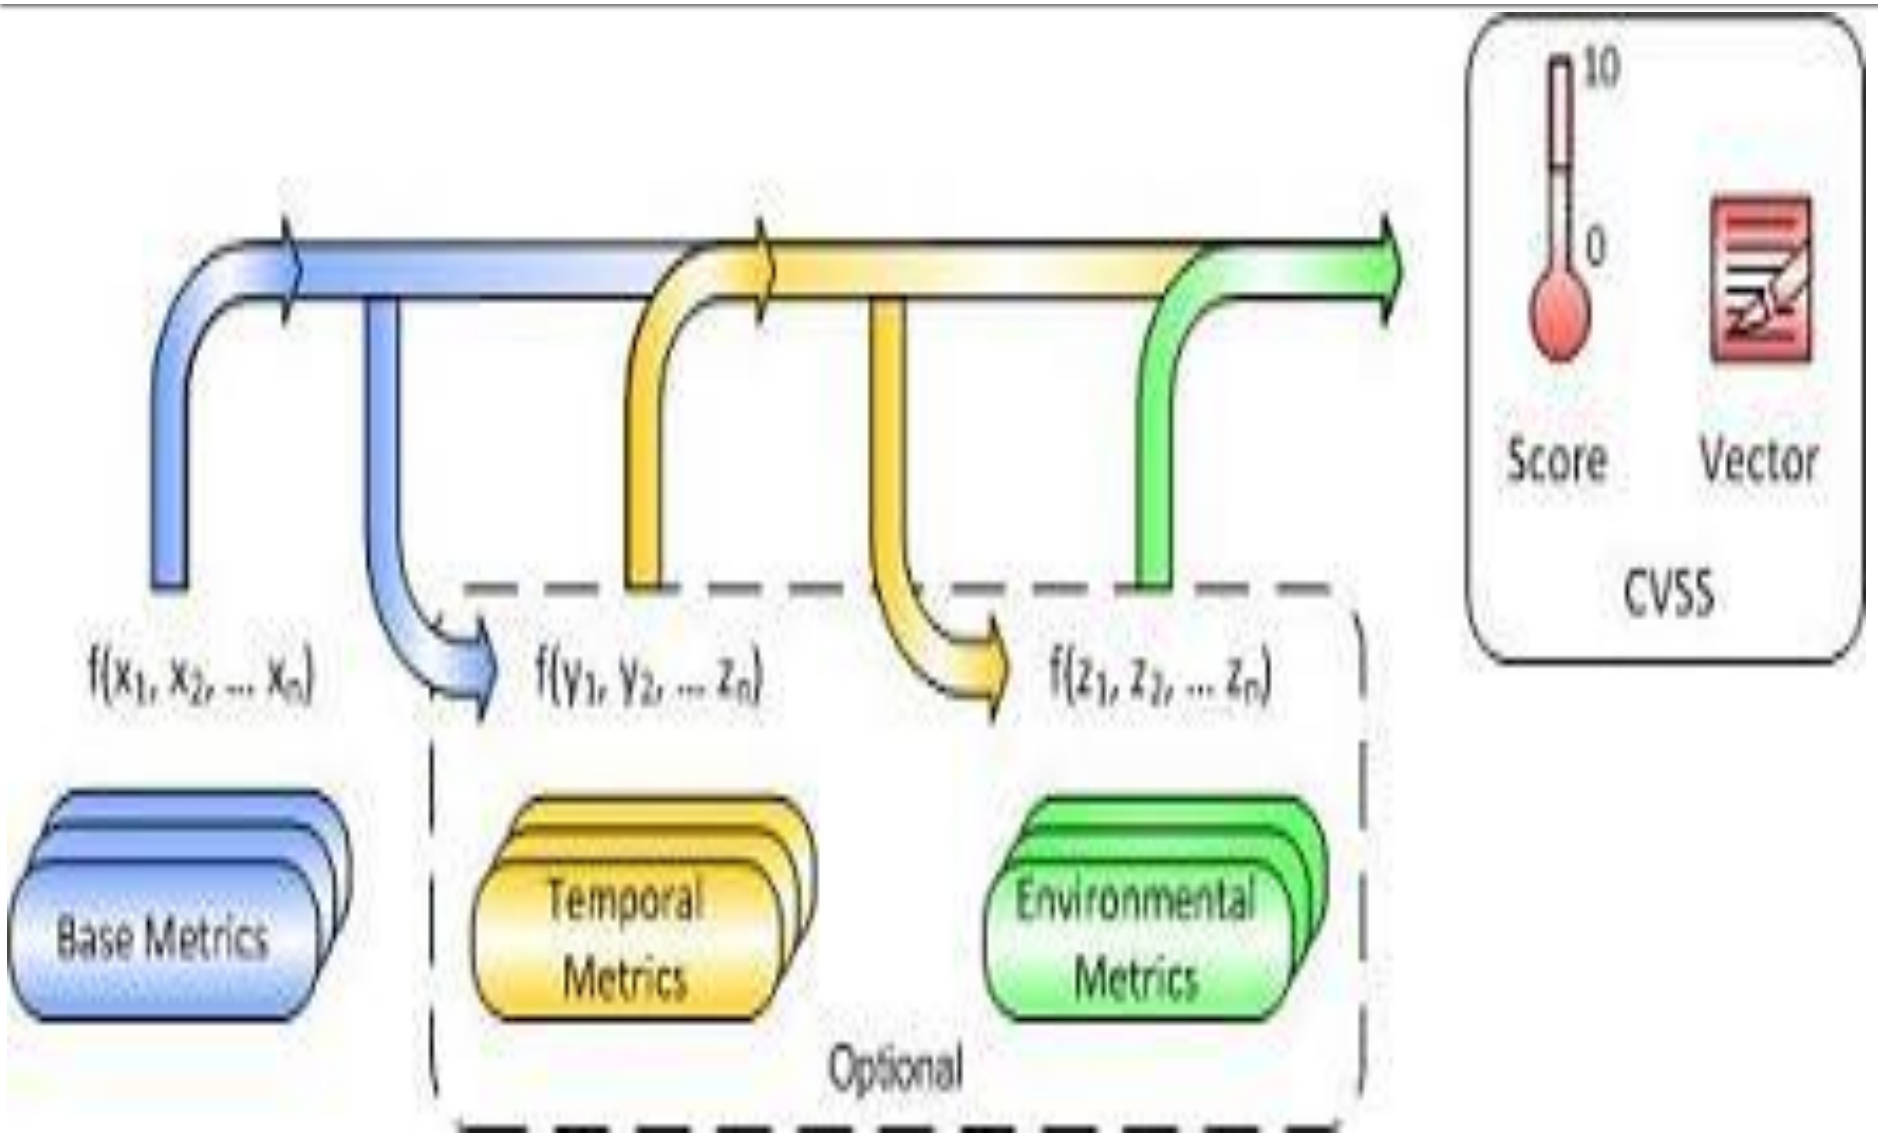 10
0
Score Vector
CVSS
f(x₁, x₂, ... xₙ) f(y₁, y₂, ... zₙ) f(z₁, z₂, ... zₙ)
Base Metrics
Temporal
Metrics
Environmental
Metrics
Optional